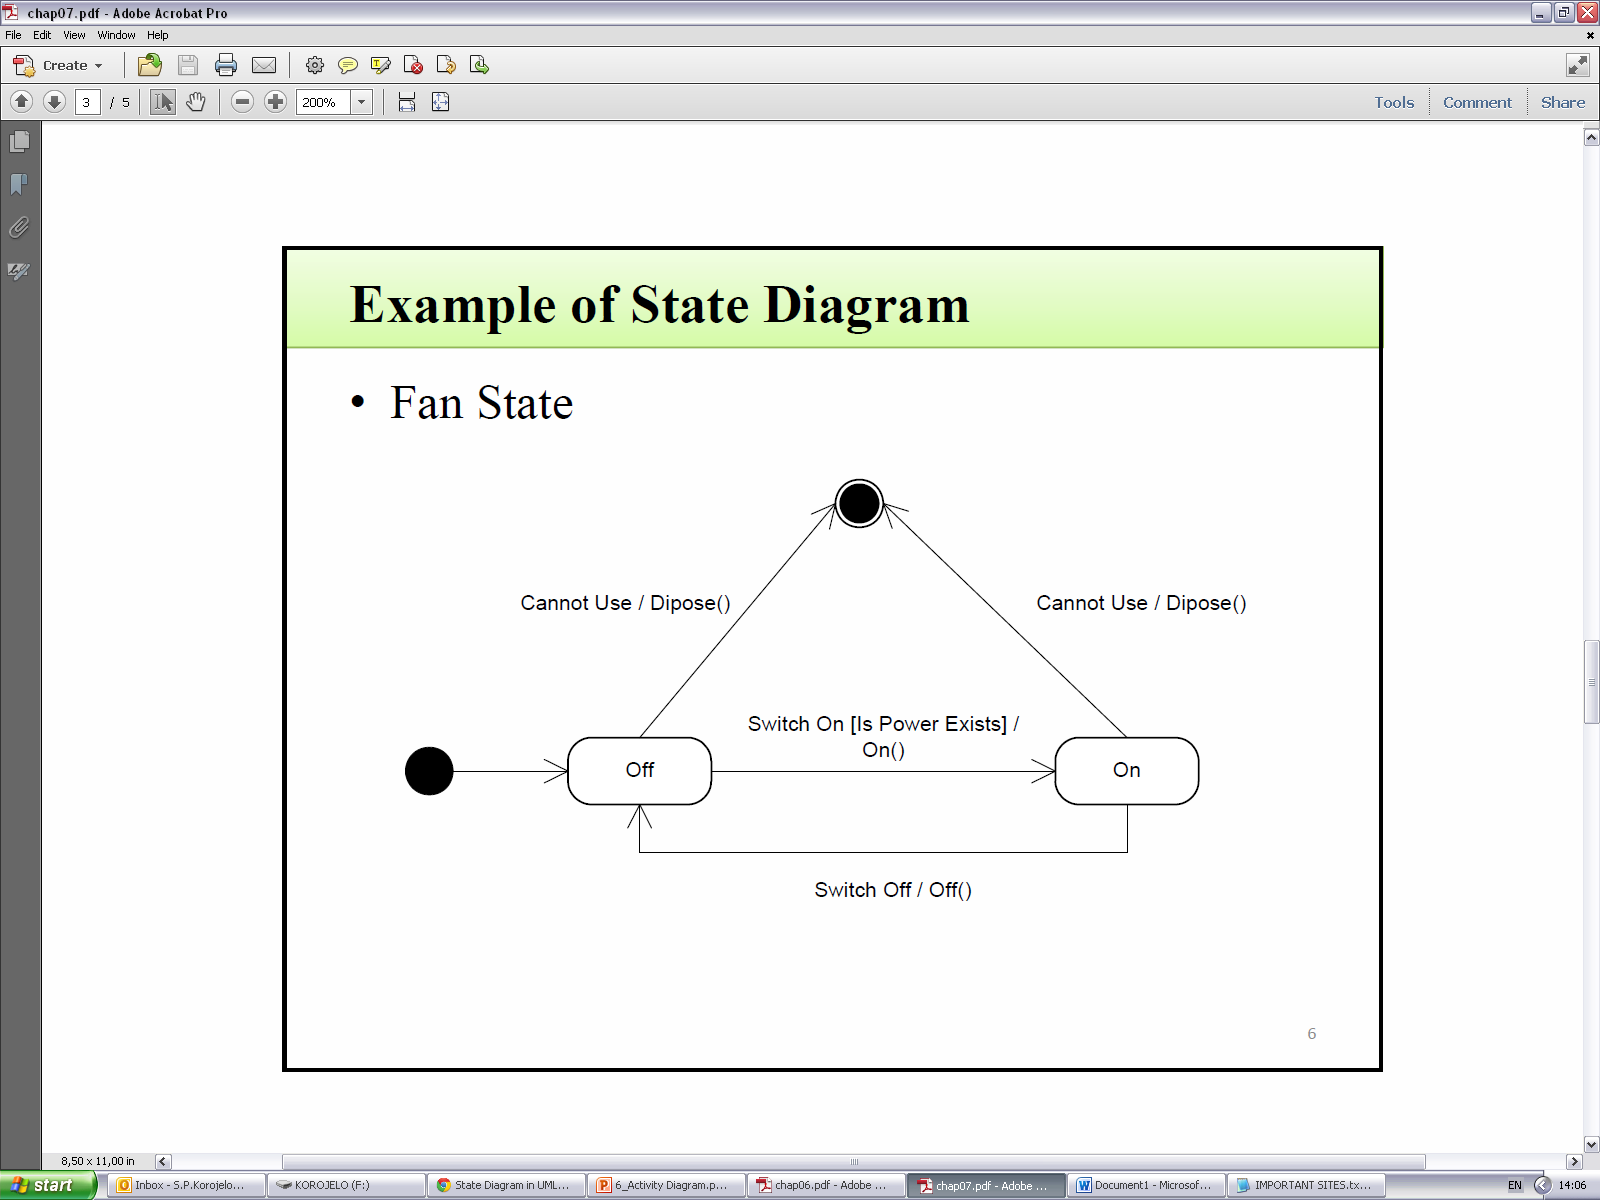 chap07.pdf - Adobe Acrobat Pro
File Edit View Window Help
Create
3 / 5 200% Tools Comment Share
Example of State Diagram
• Fan State
Cannot Use / Dipose() Cannot Use / Dipose()
Switch On [Is Power Exists] /
On()
Off On
Switch Off / Off()
6
8,50 x 11,00 in
start Inbox - S.P.Korojelo... KOROJELO (F:) State Diagram in UML... 6_Activity Diagram.p... chap06.pdf - Adobe ... chap07.pdf - Adobe ... Document1 - Microsof... IMPORTANT SITES.tx... EN 14:06